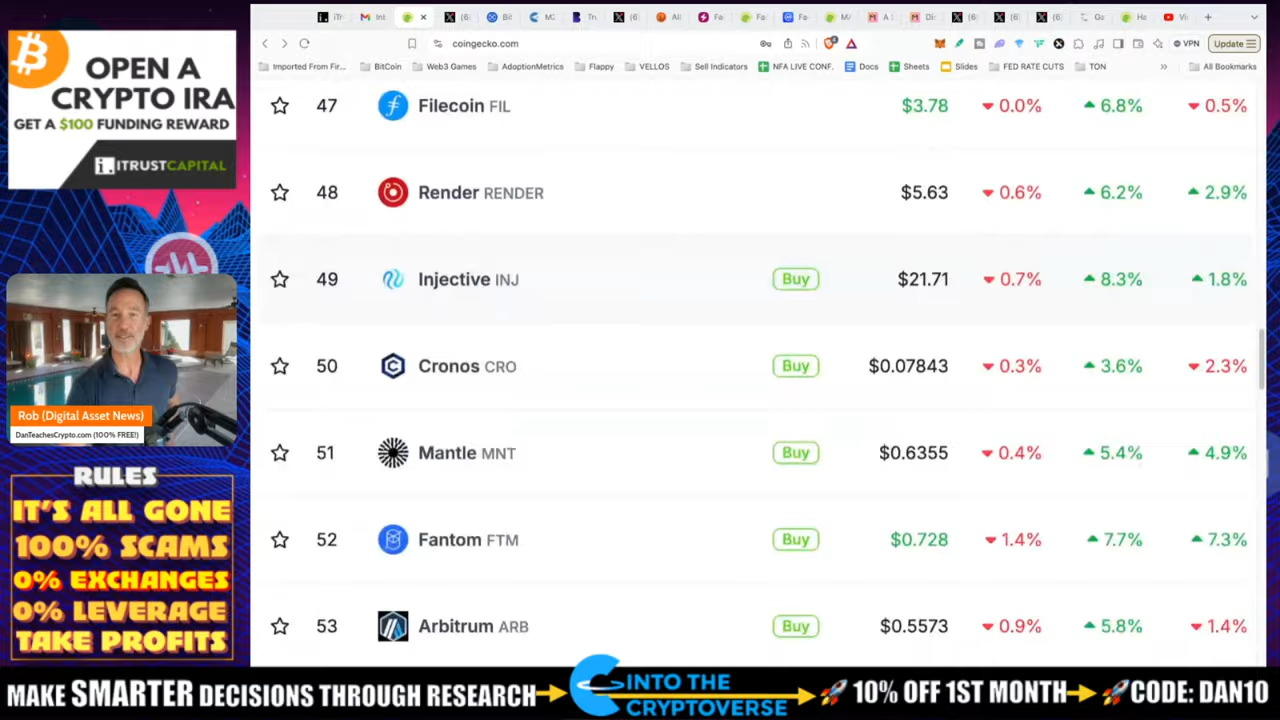 OPEN A
CRYPTO IRA
GET A $100 FUNDING REWARD
i. ITRUSTCAPITAL
Rob (Digital Asset News)
DanTeachesCrypto.com (100% FREE!)
RULES
IT'S ALL GONE
100% SCAMS
0% EXCHANGES
0% LEVERAGE
TAKE PROFITS
coingecko.com
VPN
Update
Imported From Fir...
BitCoin
Web3 Games
AdoptionMetrics
Flappy
VELLOS
Sell Indicators
NFA LIVE CONF.
Docs
Sheets
Slides
FED RATE CUTS
TON
»
All Bookmarks
47 Filecoin FIL $3.78 0.0% 6.8% 0.5%
48 Render RENDER $5.63 0.6% 6.2% 2.9%
49 Injective INJ Buy $21.71 0.7% 8.3% 1.8%
50 Cronos CRO Buy $0.07843 0.3% 3.6% 2.3%
51 Mantle MNT Buy $0.6355 0.4% 5.4% 4.9%
52 Fantom FTM Buy $0.728 1.4% 7.7% 7.3%
53 Arbitrum ARB Buy $0.5573 0.9% 5.8% 1.4%
MAKE SMARTER DECISIONS THROUGH RESEARCH
INTO THE
CRYPTOVERSE
10% OFF 1ST MONTH
CODE: DAN10